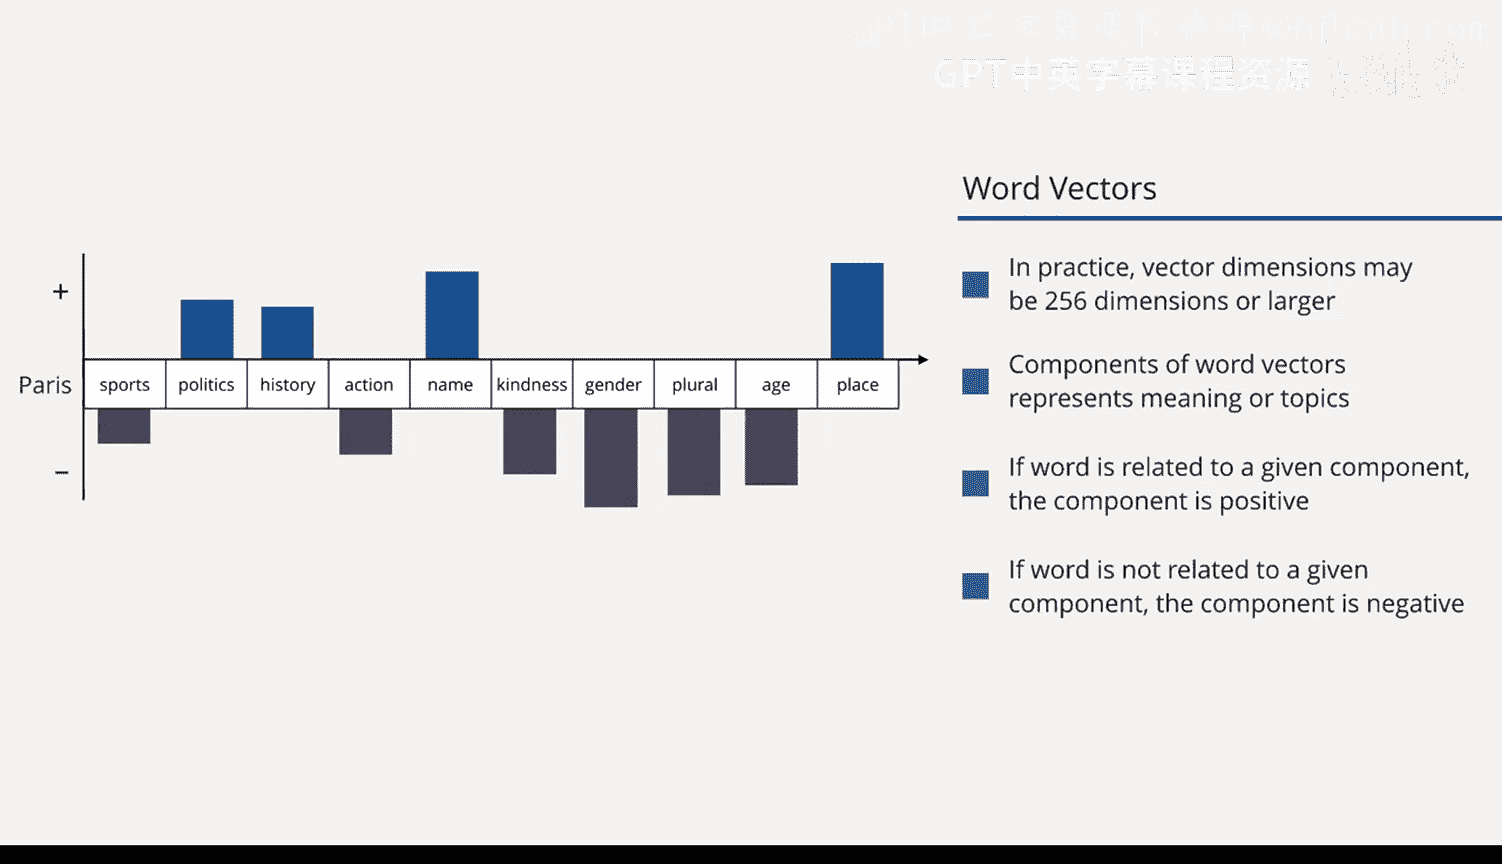 GPT中英字幕课程资源
Word Vectors
In practice, vector dimensions may
be 256 dimensions or larger
Components of word vectors
represents meaning or topics
If word is related to a given component,
the component is positive
If word is not related to a given
component, the component is negative
+
Paris sports politics history action name kindness gender plural age place
−